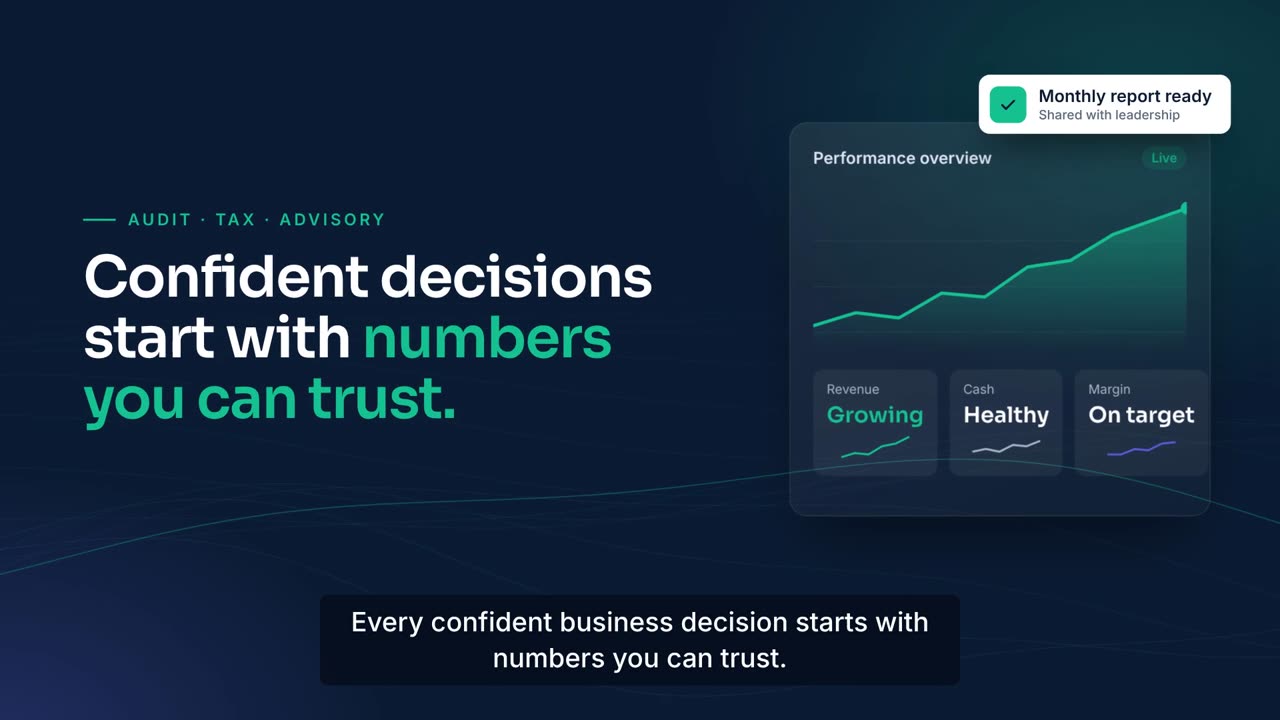 Monthly report ready
Shared with leadership
Performance overview
Live
AUDIT · TAX · ADVISORY
Confident decisions
start with numbers
you can trust.
Revenue
Growing
Cash
Healthy
Margin
On target
Every confident business decision starts with
numbers you can trust.